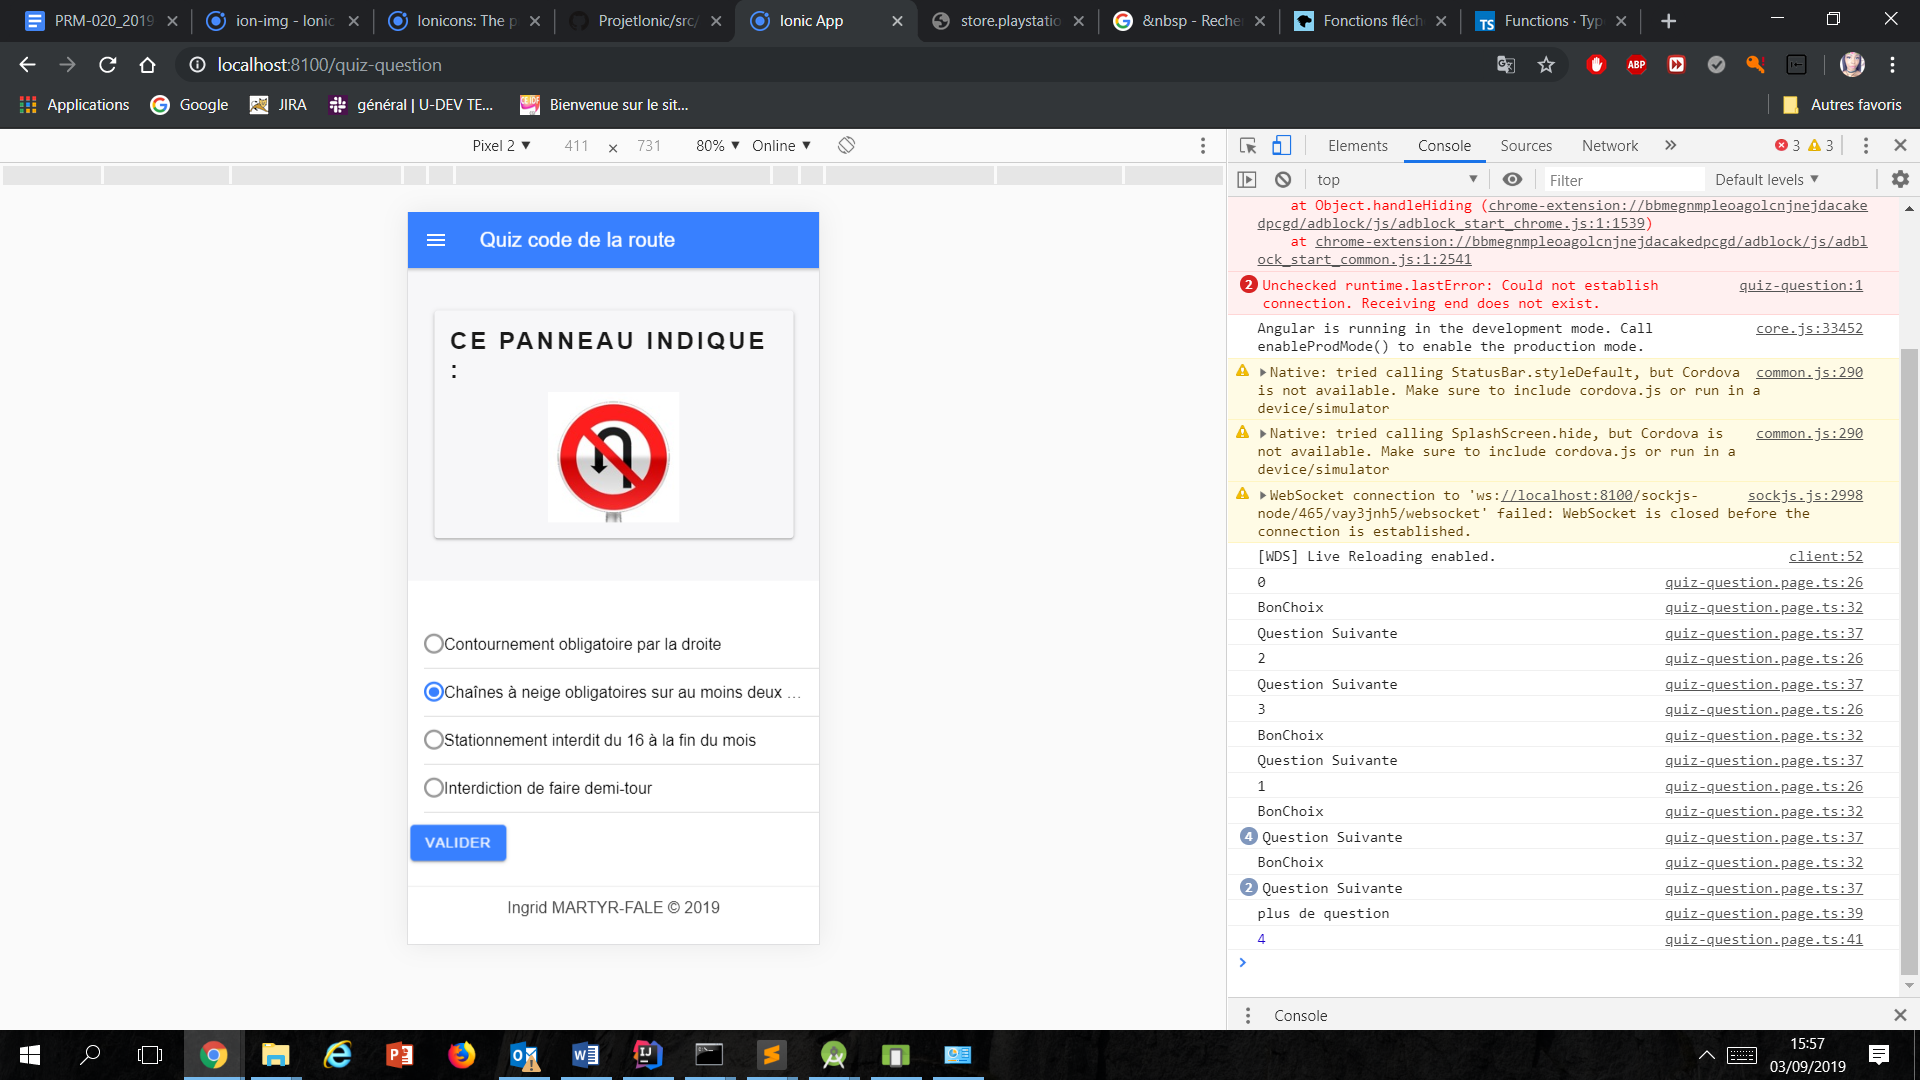 PRM-020_2019
ion-img - Ionic
Ionicons: The p
ProjetIonic/src/
Ionic App
store.playstatio
&nbsp - Reche
Fonctions fléch
TS
Functions · Typ
localhost:8100/quiz-question
ABP
Applications
Google
JIRA
général | U-DEV TE...
Bienvenue sur le sit...
Autres favoris
Pixel 2 ▼ 411 × 731 80% ▼ Online ▼
Elements Console Sources Network » 3 3
top ▼ Filter Default levels ▼
Quiz code de la route
CE PANNEAU INDIQUE
:
Contournement obligatoire par la droite
Chaînes à neige obligatoires sur au moins deux ...
Stationnement interdit du 16 à la fin du mois
Interdiction de faire demi-tour
VALIDER
Ingrid MARTYR-FALE © 2019
at Object.handleHiding (chrome-extension://bbmegnmpleoagolcnjnejdacake
dpcgd/adblock/js/adblock_start_chrome.js:1:1539)
at chrome-extension://bbmegnmpleoagolcnjnejdacakedpcgd/adblock/js/adbl
ock_start_common.js:1:2541
2 Unchecked runtime.lastError: Could not establish quiz-question:1
connection. Receiving end does not exist.
Angular is running in the development mode. Call core.js:33452
enableProdMode() to enable the production mode.
Native: tried calling StatusBar.styleDefault, but Cordova common.js:290
is not available. Make sure to include cordova.js or run in a
device/simulator
Native: tried calling SplashScreen.hide, but Cordova is common.js:290
not available. Make sure to include cordova.js or run in a
device/simulator
WebSocket connection to 'ws://localhost:8100/sockjs- sockjs.js:2998
node/465/vay3jnh5/websocket' failed: WebSocket is closed before the
connection is established.
[WDS] Live Reloading enabled. client:52
0 quiz-question.page.ts:26
BonChoix quiz-question.page.ts:32
Question Suivante quiz-question.page.ts:37
2 quiz-question.page.ts:26
Question Suivante quiz-question.page.ts:37
3 quiz-question.page.ts:26
BonChoix quiz-question.page.ts:32
Question Suivante quiz-question.page.ts:37
1 quiz-question.page.ts:26
BonChoix quiz-question.page.ts:32
4 Question Suivante quiz-question.page.ts:37
BonChoix quiz-question.page.ts:32
2 Question Suivante quiz-question.page.ts:37
plus de question quiz-question.page.ts:39
4 quiz-question.page.ts:41
Console
15:57
03/09/2019